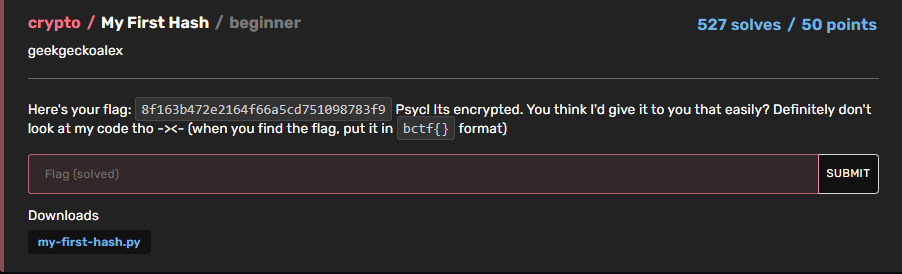 crypto / My First Hash / beginner
527 solves / 50 points
geekgeckoalex
Here's your flag: 8f163b472e2164f66a5cd751098783f9 Psyc! Its encrypted. You think I'd give it to you that easily? Definitely don't
look at my code tho -><- (when you find the flag, put it in bctf{} format)
Flag (solved)
SUBMIT
Downloads
my-first-hash.py